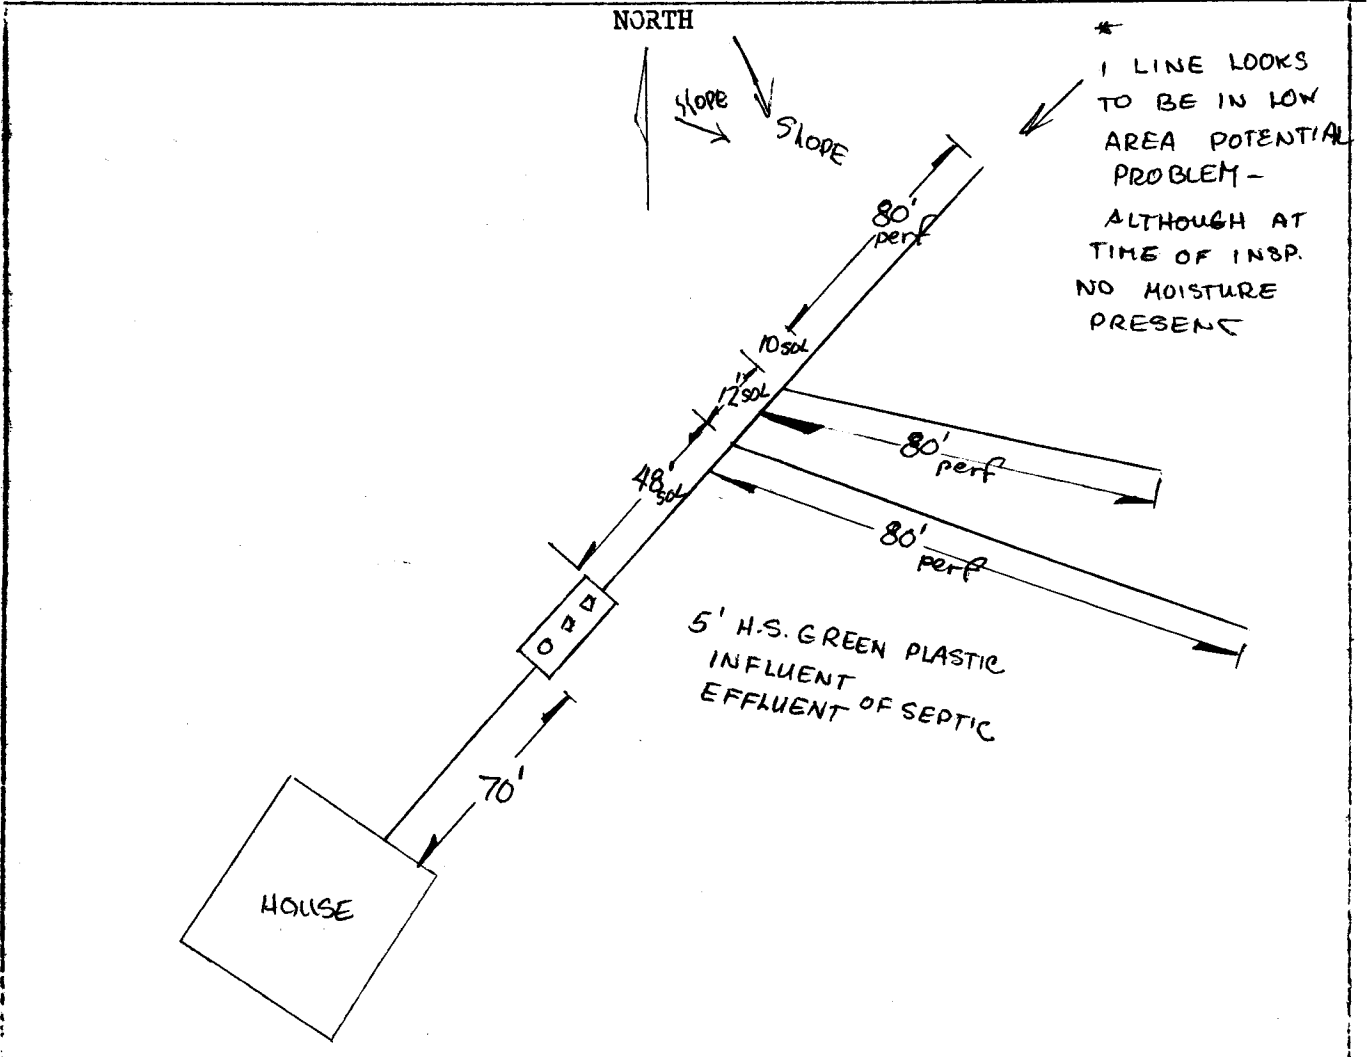 NORTH
*
1 LINE LOOKS
TO BE IN LOW
AREA POTENTIAL
PROBLEM -
ALTHOUGH AT
TIME OF INSP.
NO MOISTURE
PRESENT
SLOPE
SLOPE
80'
perf
10 SOL
12' SOL
48' SOL
80'
perf
80'
perf
5' H.S. GREEN PLASTIC
INFLUENT
EFFLUENT OF SEPTIC
70'
HOUSE